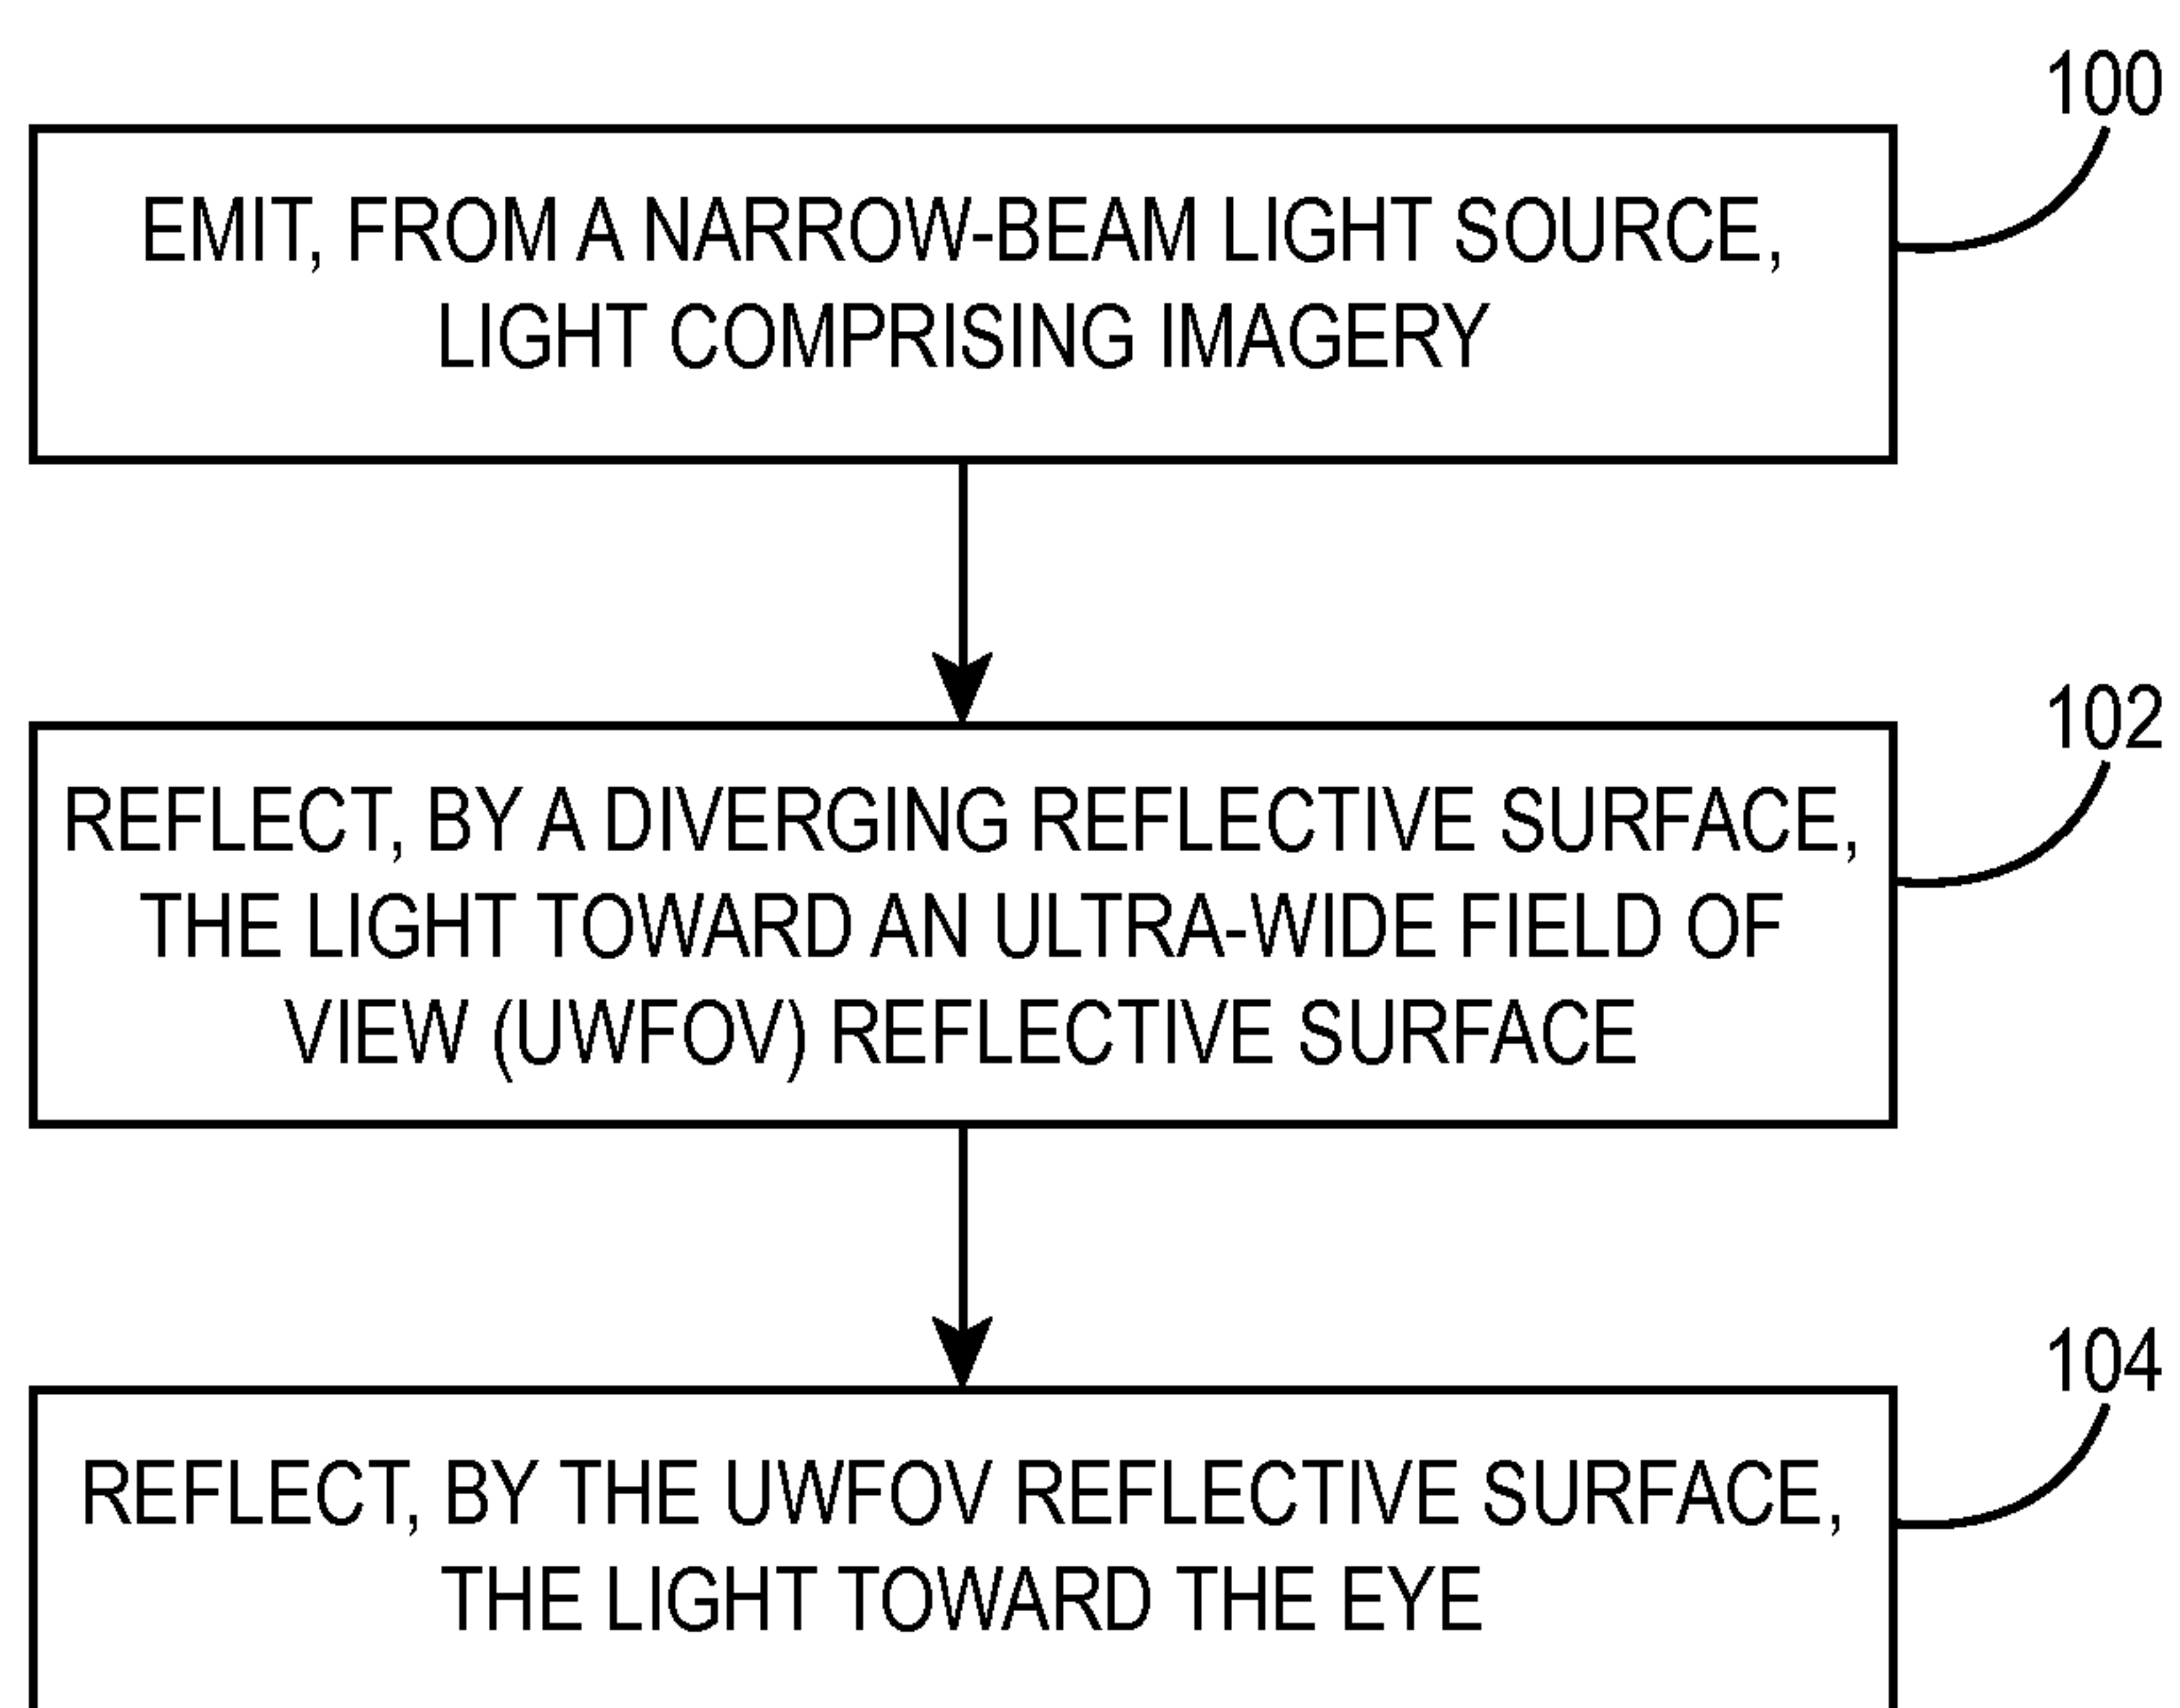 100
EMIT, FROM A NARROW-BEAM LIGHT SOURCE,
LIGHT COMPRISING IMAGERY
102
REFLECT, BY A DIVERGING REFLECTIVE SURFACE,
THE LIGHT TOWARD AN ULTRA-WIDE FIELD OF
VIEW (UWFOV) REFLECTIVE SURFACE
104
REFLECT, BY THE UWFOV REFLECTIVE SURFACE,
THE LIGHT TOWARD THE EYE